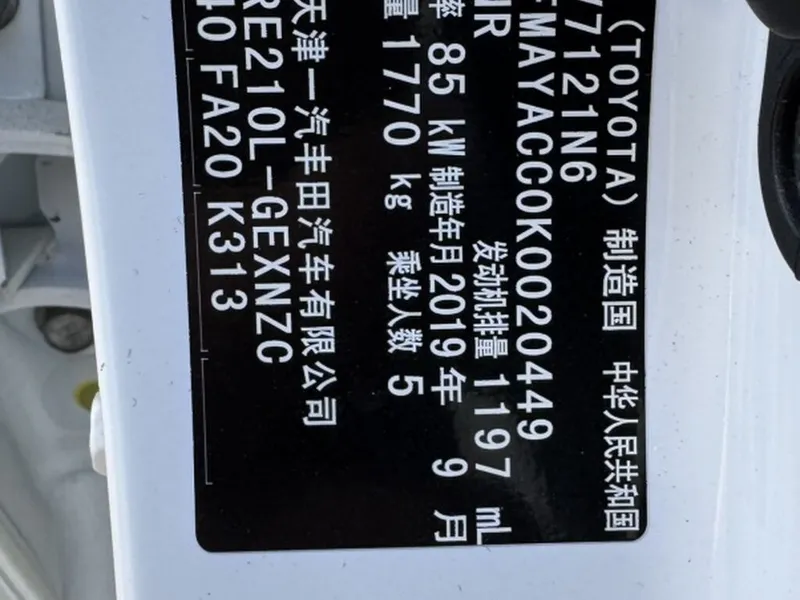 (TOYOTA) 制造国 中华人民共和国
7121N6
FMAYACC0K0020449
NR 发动机排量 1197 mL
率 85 kW 制造年月 2019 年 9 月
量 1770 kg 乘坐人数 5
天津一汽丰田汽车有限公司
RE210L-GEXNZC
40 FA20 K313